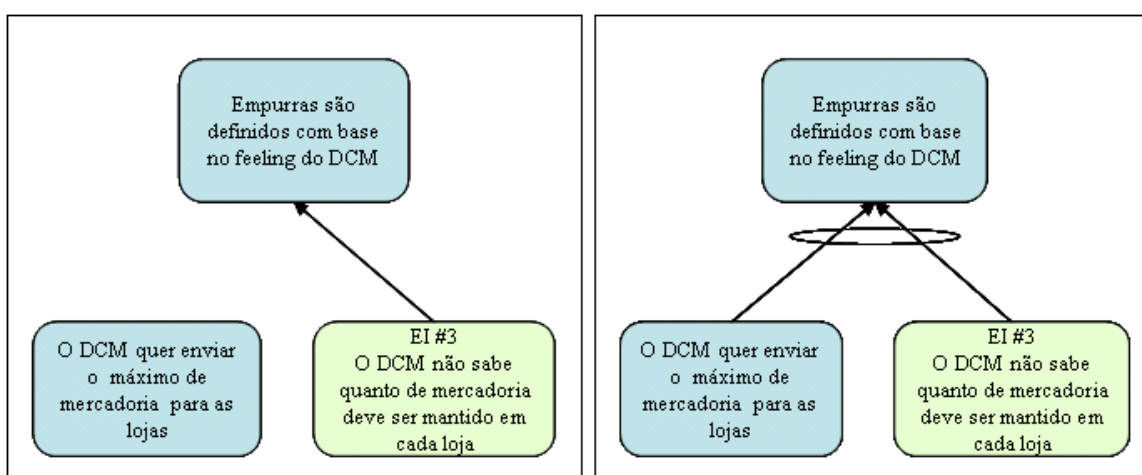 Empurras são
definidos com base
no feeling do DCM
O DCM quer enviar
o máximo de
mercadoria para as
lojas
EI #3
O DCM não sabe
quanto de mercadoria
deve ser mantido em
cada loja
Empurras são
definidos com base
no feeling do DCM
O DCM quer enviar
o máximo de
mercadoria para as
lojas
EI #3
O DCM não sabe
quanto de mercadoria
deve ser mantido em
cada loja